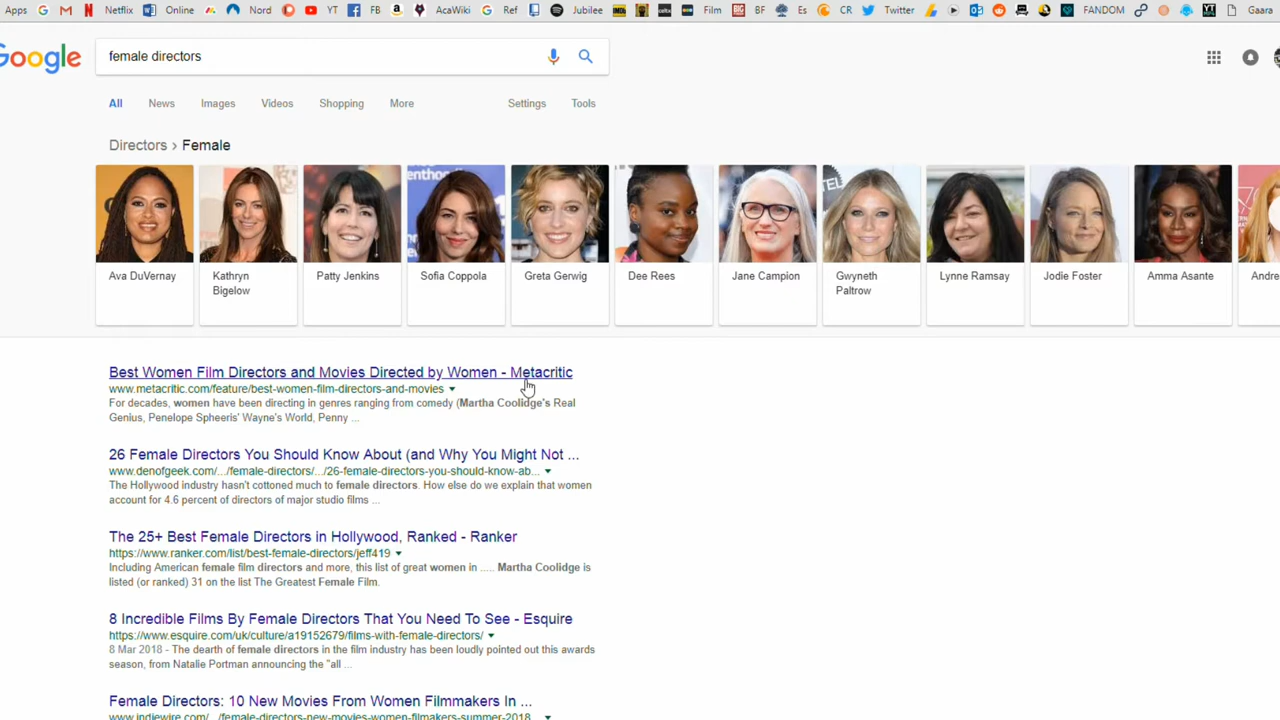 Apps Netflix Online Nord YT FB AcaWiki Ref Jubilee Film BF Es CR Twitter FANDOM Gaara
Google
female directors
All News Images Videos Shopping More Settings Tools
Directors › Female
Ava DuVernay
Kathryn Bigelow
Patty Jenkins
Sofia Coppola
Greta Gerwig
Dee Rees
Jane Campion
Gwyneth Paltrow
Lynne Ramsay
Jodie Foster
Amma Asante
Andre
Best Women Film Directors and Movies Directed by Women - Metacritic
www.metacritic.com/feature/best-women-film-directors-and-movies
For decades, women have been directing in genres ranging from comedy (Martha Coolidge's Real
Genius, Penelope Spheeris' Wayne's World, Penny ...
26 Female Directors You Should Know About (and Why You Might Not ...
www.denofgeek.com/.../female-directors/.../26-female-directors-you-should-know-ab...
The Hollywood industry hasn't cottoned much to female directors. How else do we explain that women
account for 4.6 percent of directors of major studio films ...
The 25+ Best Female Directors in Hollywood, Ranked - Ranker
https://www.ranker.com/list/best-female-directors/jeff419
Including American female film directors and more, this list of great women in ..... Martha Coolidge is
listed (or ranked) 31 on the list The Greatest Female Film.
8 Incredible Films By Female Directors That You Need To See - Esquire
https://www.esquire.com/uk/culture/a19152679/films-with-female-directors/
8 Mar 2018 - The dearth of female directors in the film industry has been loudly pointed out this awards
season, from Natalie Portman announcing the "all ...
Female Directors: 10 New Movies From Women Filmmakers In ...
www.indiewire.com/.../female-directors-new-movies-women-filmmakers-summer-2018...